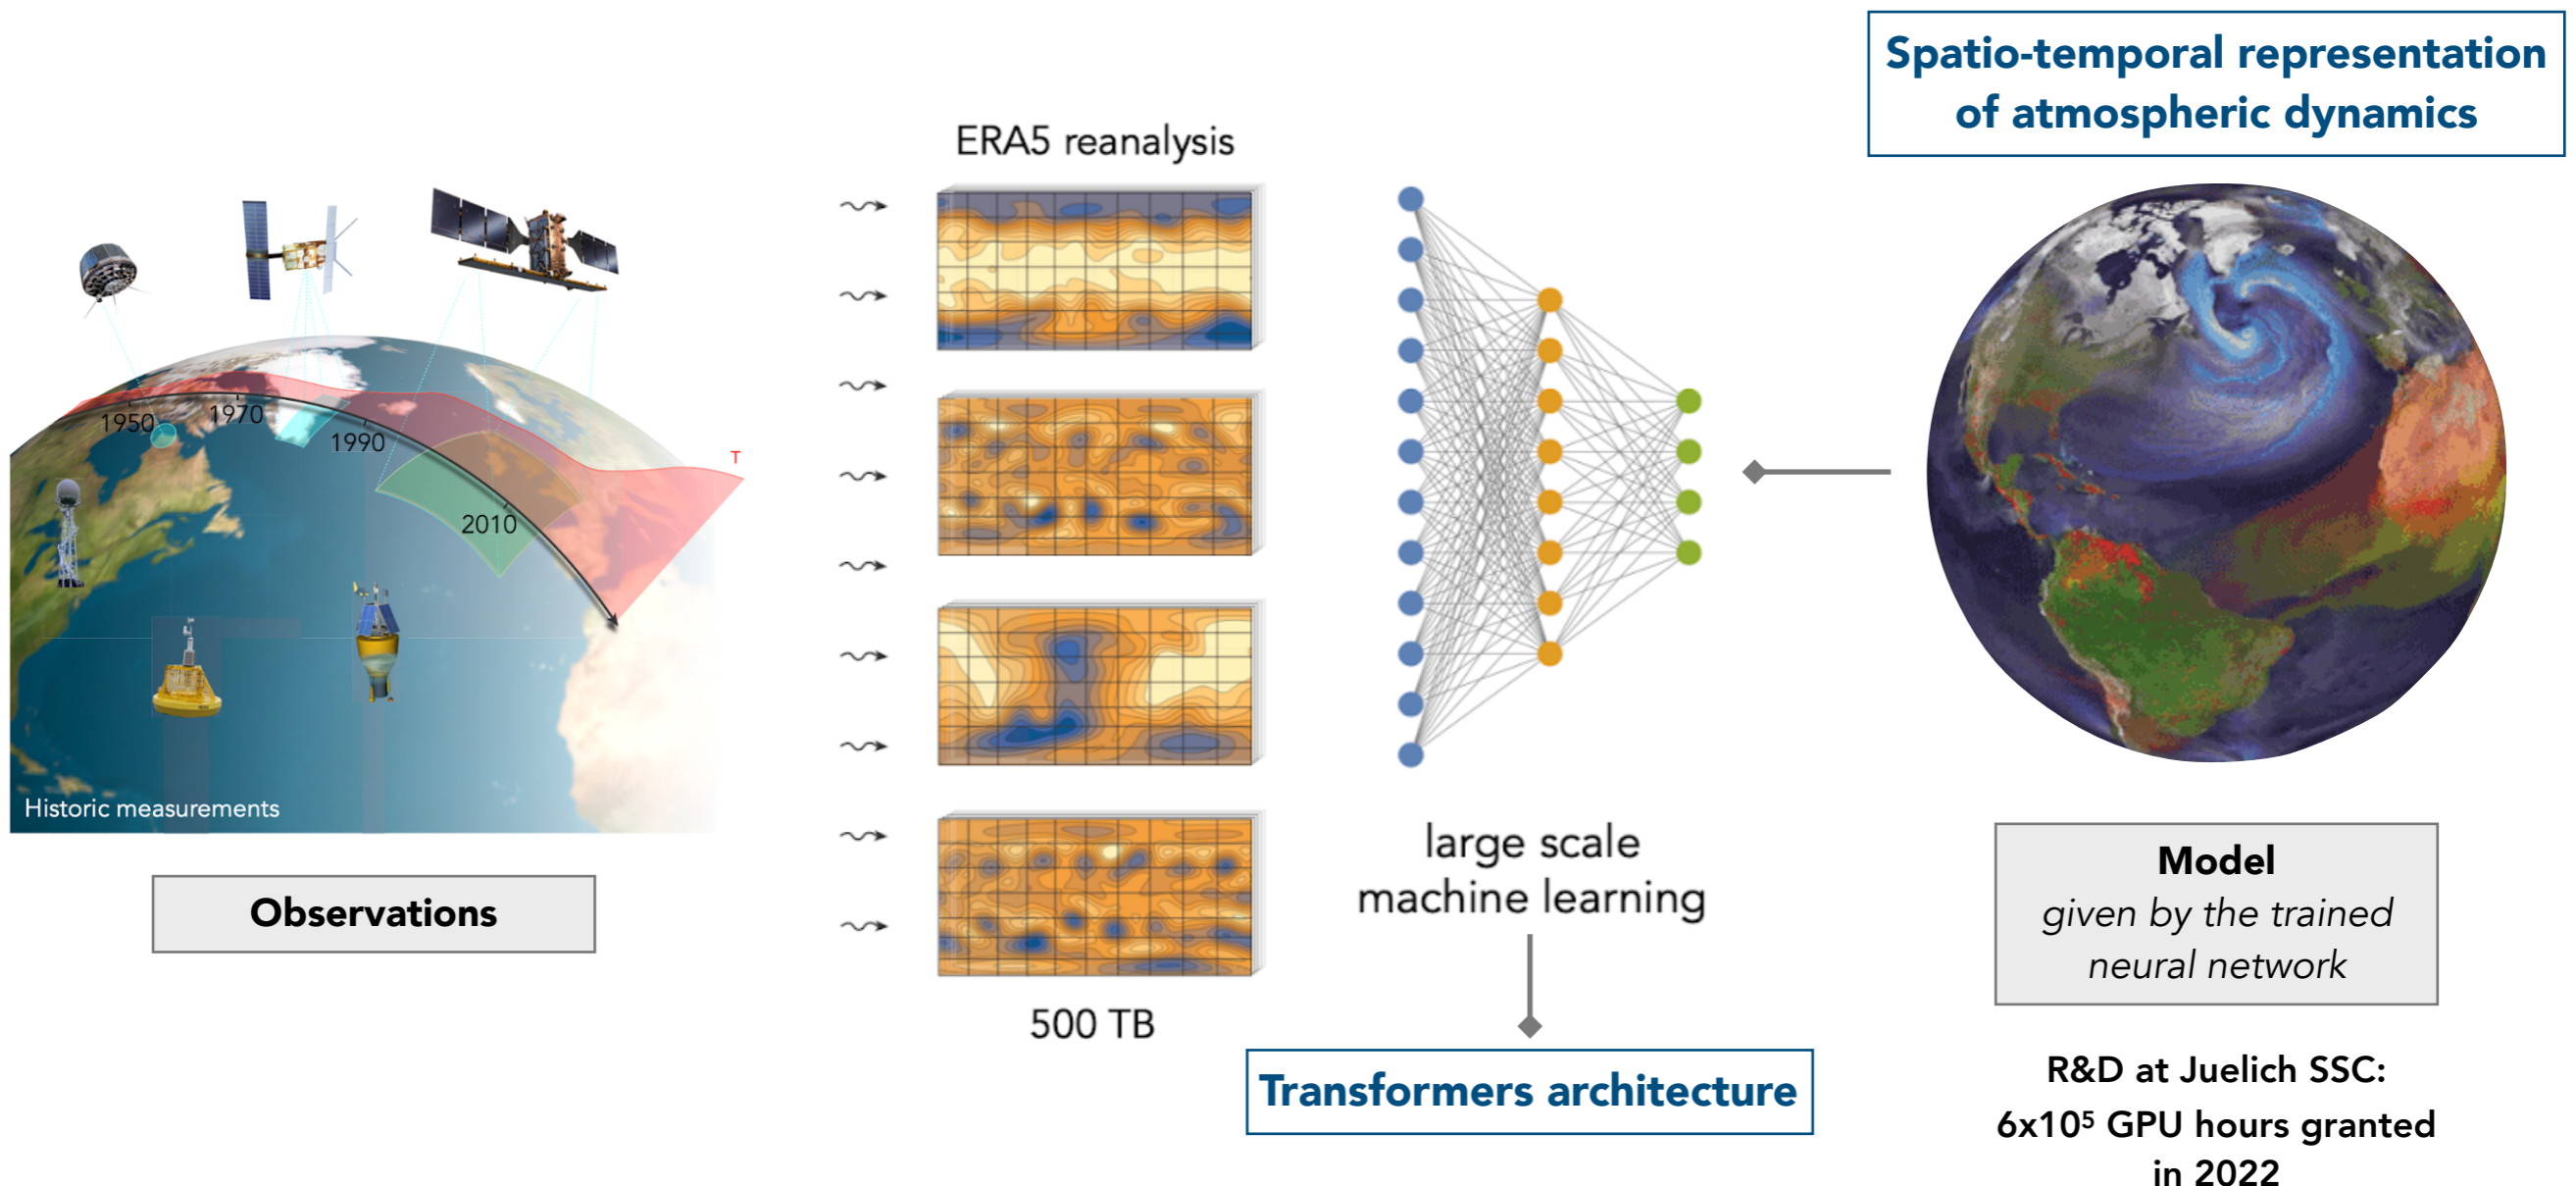 Spatio-temporal representation
of atmospheric dynamics
ERA5 reanalysis
1950
1970
1990
2010
T
Historic measurements
Observations
500 TB
large scale
machine learning
Transformers architecture
Model
given by the trained
neural network
R&D at Juelich SSC:
6x10⁵ GPU hours granted
in 2022